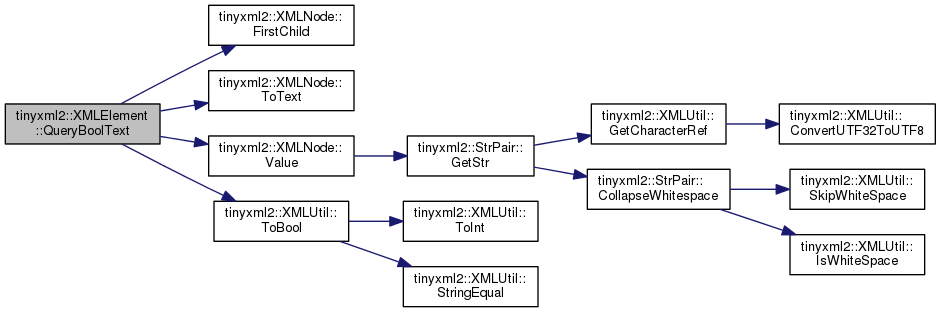 tinyxml2::XMLElement
::QueryBoolText
tinyxml2::XMLNode::
FirstChild
tinyxml2::XMLNode::
ToText
tinyxml2::XMLNode::
Value
tinyxml2::XMLUtil::
ToBool
tinyxml2::StrPair::
GetStr
tinyxml2::XMLUtil::
ToInt
tinyxml2::XMLUtil::
StringEqual
tinyxml2::XMLUtil::
GetCharacterRef
tinyxml2::StrPair::
CollapseWhitespace
tinyxml2::XMLUtil::
ConvertUTF32ToUTF8
tinyxml2::XMLUtil::
SkipWhiteSpace
tinyxml2::XMLUtil::
IsWhiteSpace